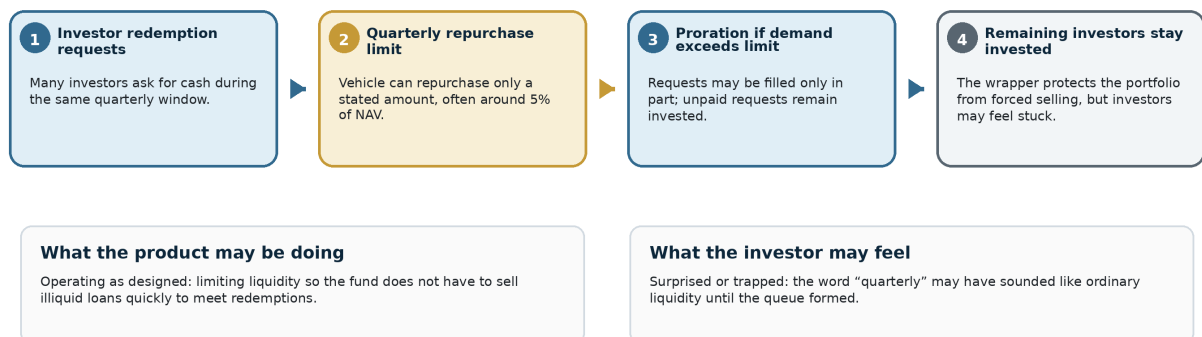 1
Investor redemption
requests
Many investors ask for cash during
the same quarterly window.
2
Quarterly repurchase
limit
Vehicle can repurchase only a
stated amount, often around 5%
of NAV.
3
Proration if demand
exceeds limit
Requests may be filled only in
part; unpaid requests remain
invested.
4
Remaining investors stay
invested
The wrapper protects the portfolio
from forced selling, but investors
may feel stuck.
What the product may be doing
Operating as designed: limiting liquidity so the fund does not have to sell
illiquid loans quickly to meet redemptions.
What the investor may feel
Surprised or trapped: the word “quarterly” may have sounded like ordinary
liquidity until the queue formed.